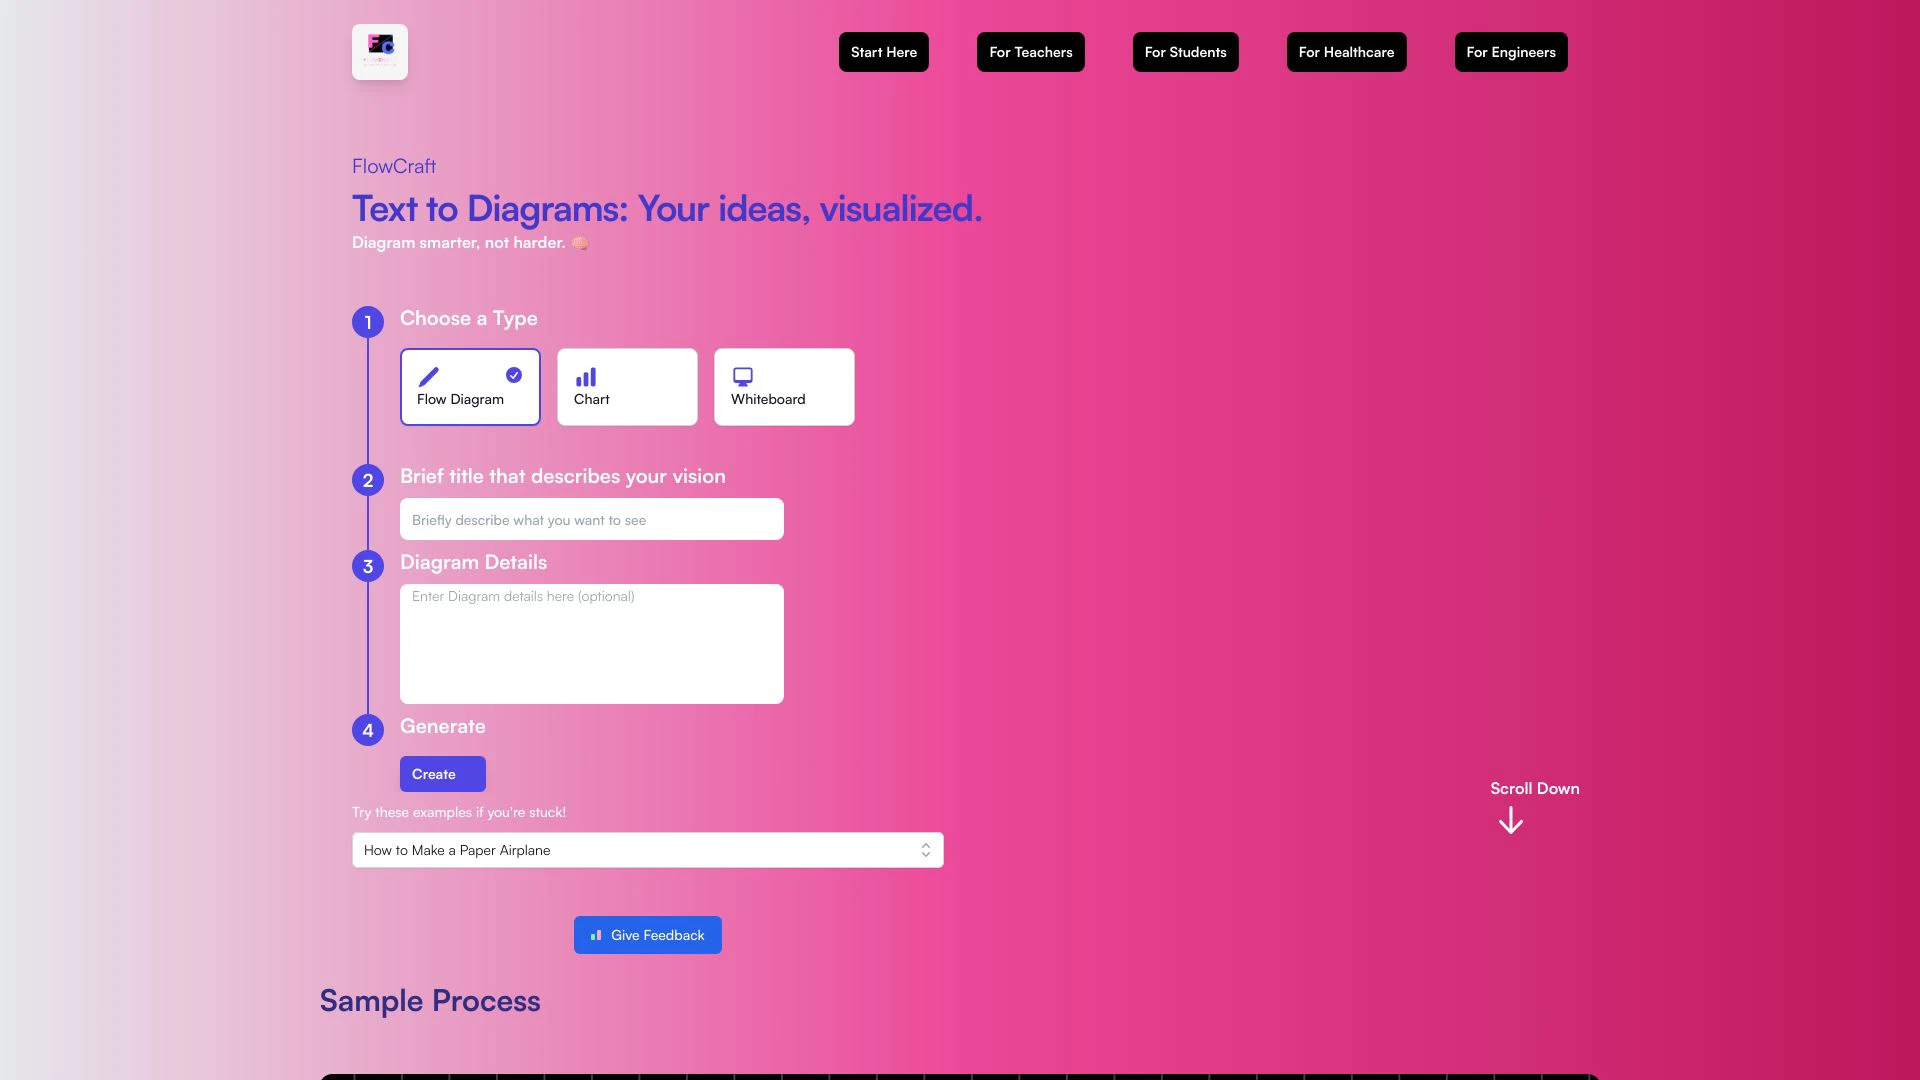 FC
Start Here
For Teachers
For Students
For Healthcare
For Engineers
FlowCraft
Text to Diagrams: Your ideas, visualized.
Diagram smarter, not harder. 🧠
1
Choose a Type
Flow Diagram
Chart
Whiteboard
2
Brief title that describes your vision
Briefly describe what you want to see
3
Diagram Details
Enter Diagram details here (optional)
4
Generate
Create
Scroll Down
Try these examples if you're stuck!
How to Make a Paper Airplane
Give Feedback
Sample Process